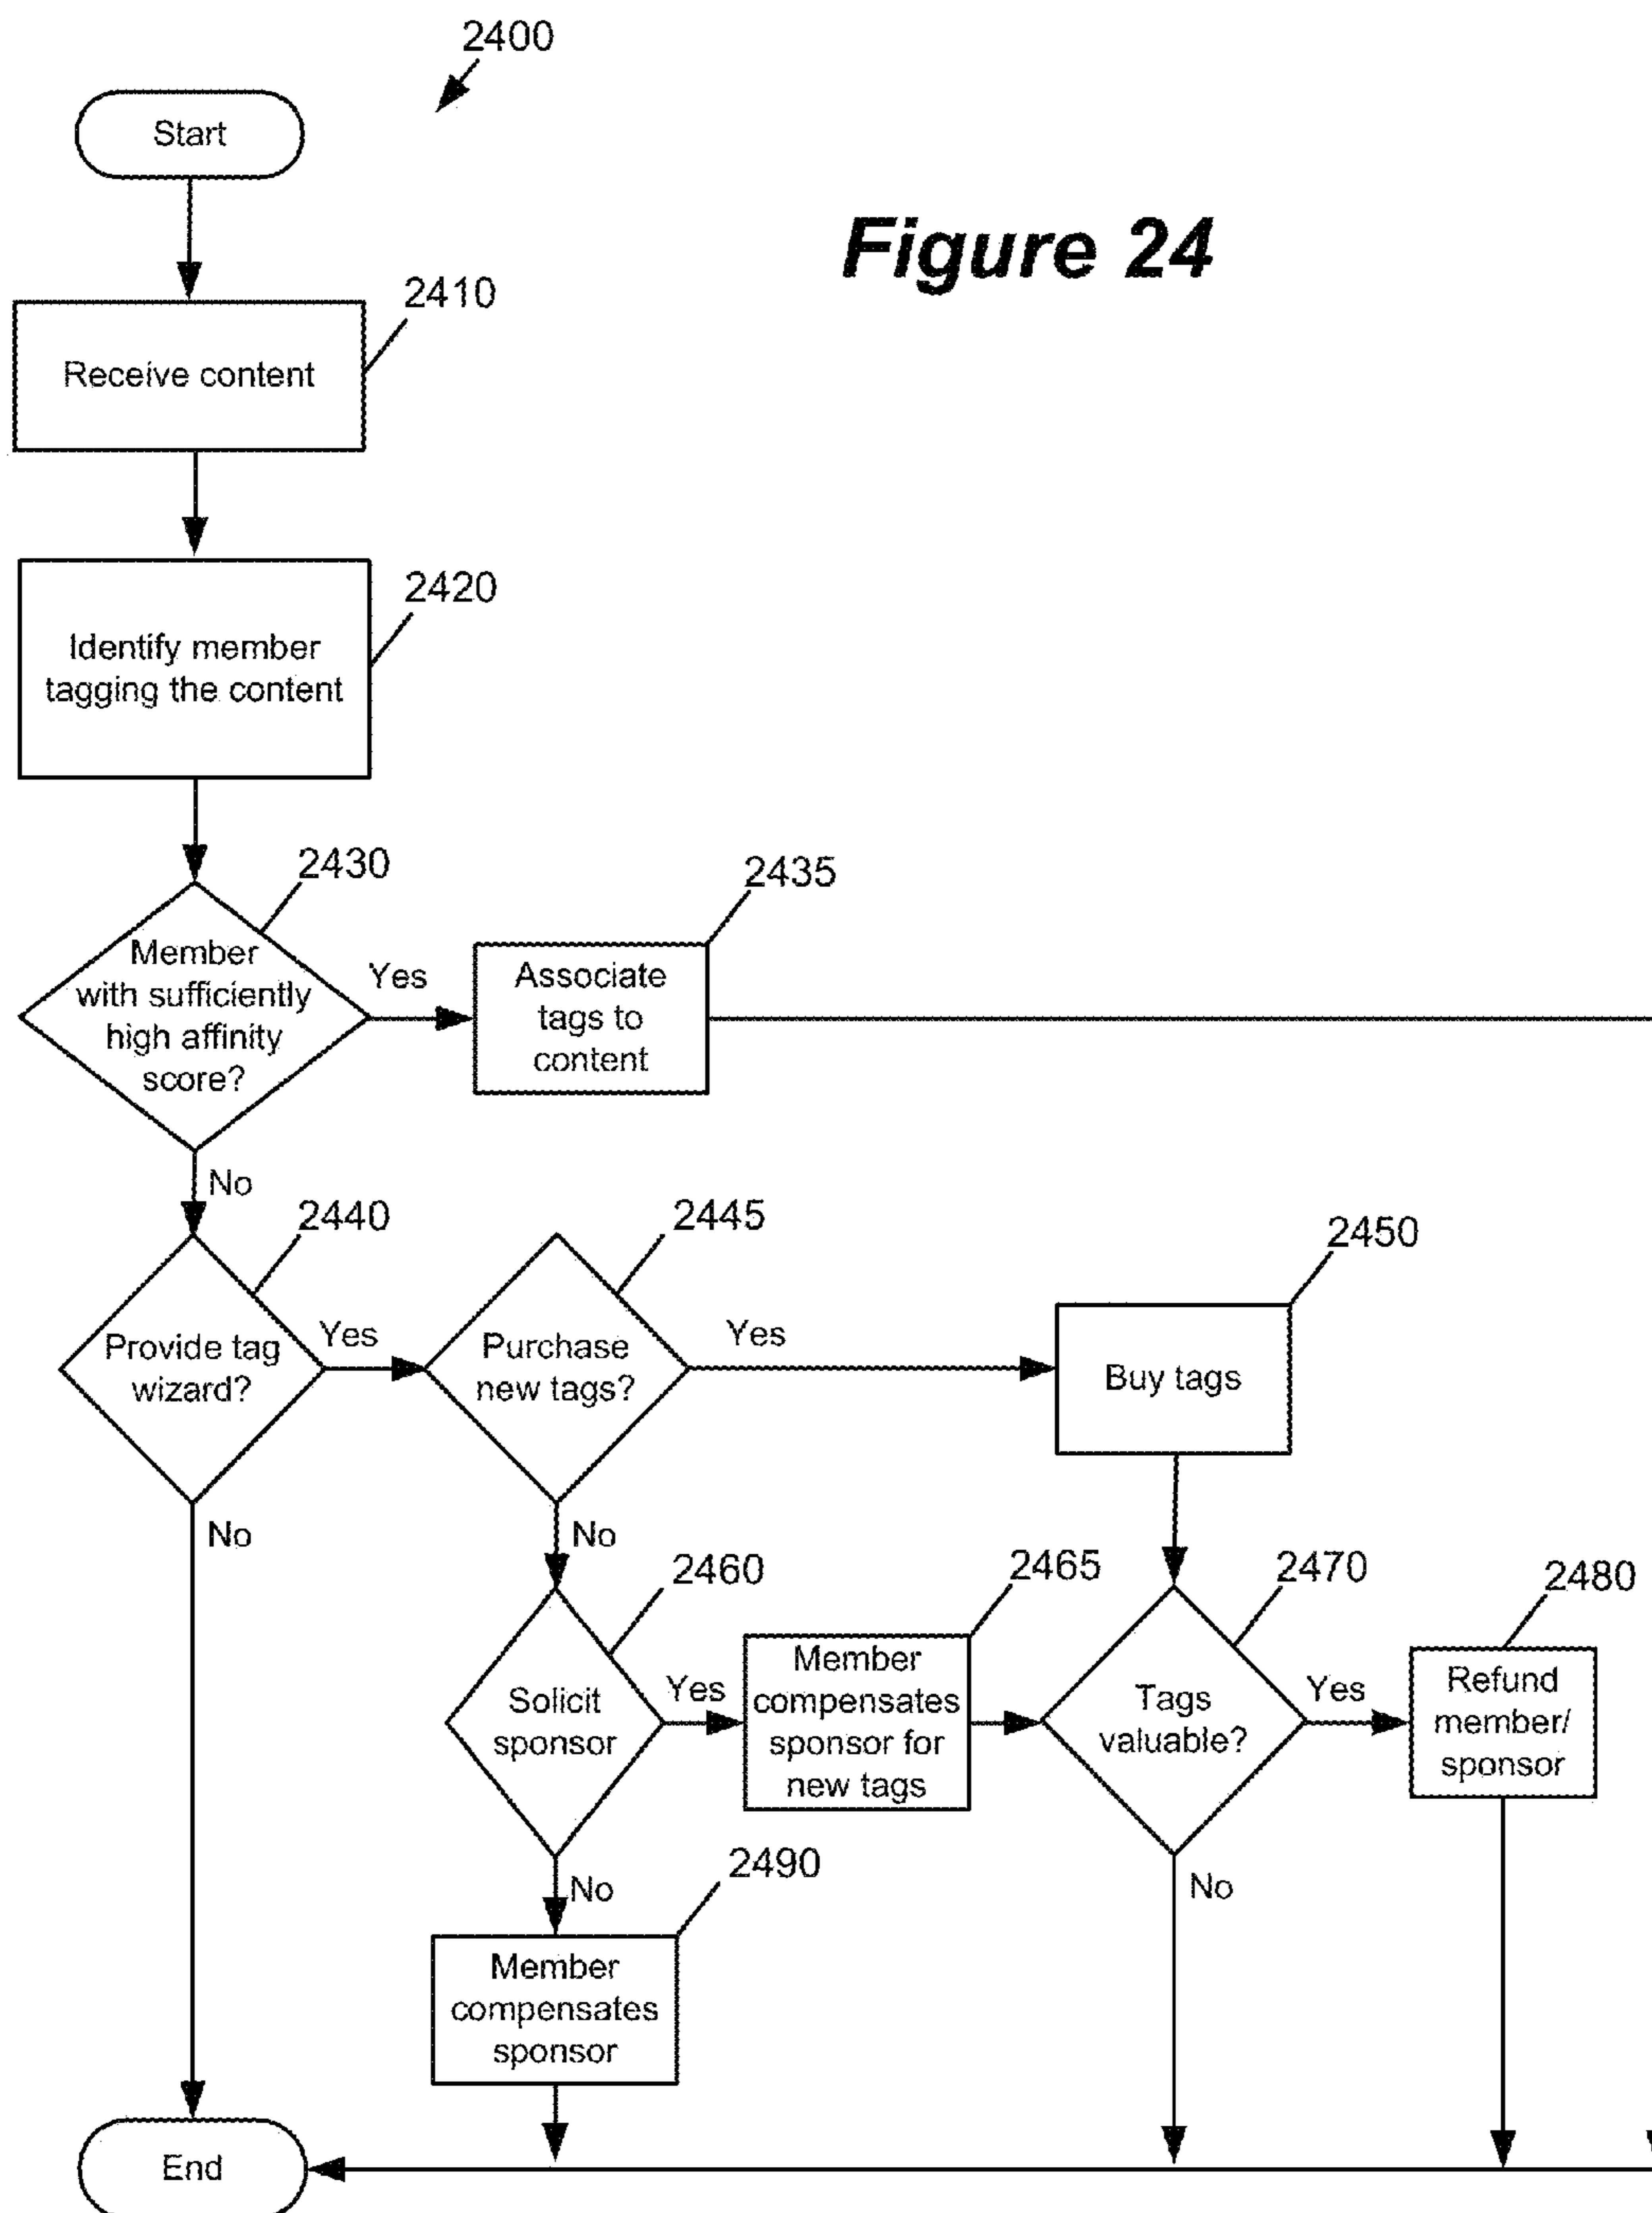 2400
Start
Figure 24
2410
Receive content
2420
Identify member
tagging the content
2430
2435
Member
with sufficiently
high affinity
score?
Yes
Associate
tags to
content
No
2440
2445
2450
Provide tag
wizard?
Yes
Purchase
new tags?
Yes
Buy tags
No
No
2460
2465
2470
2480
Solicit
sponsor
Yes
Member
compensates
sponsor for
new tags
Tags
valuable?
Yes
Refund
member/
sponsor
No
2490
No
Member
compensates
sponsor
End